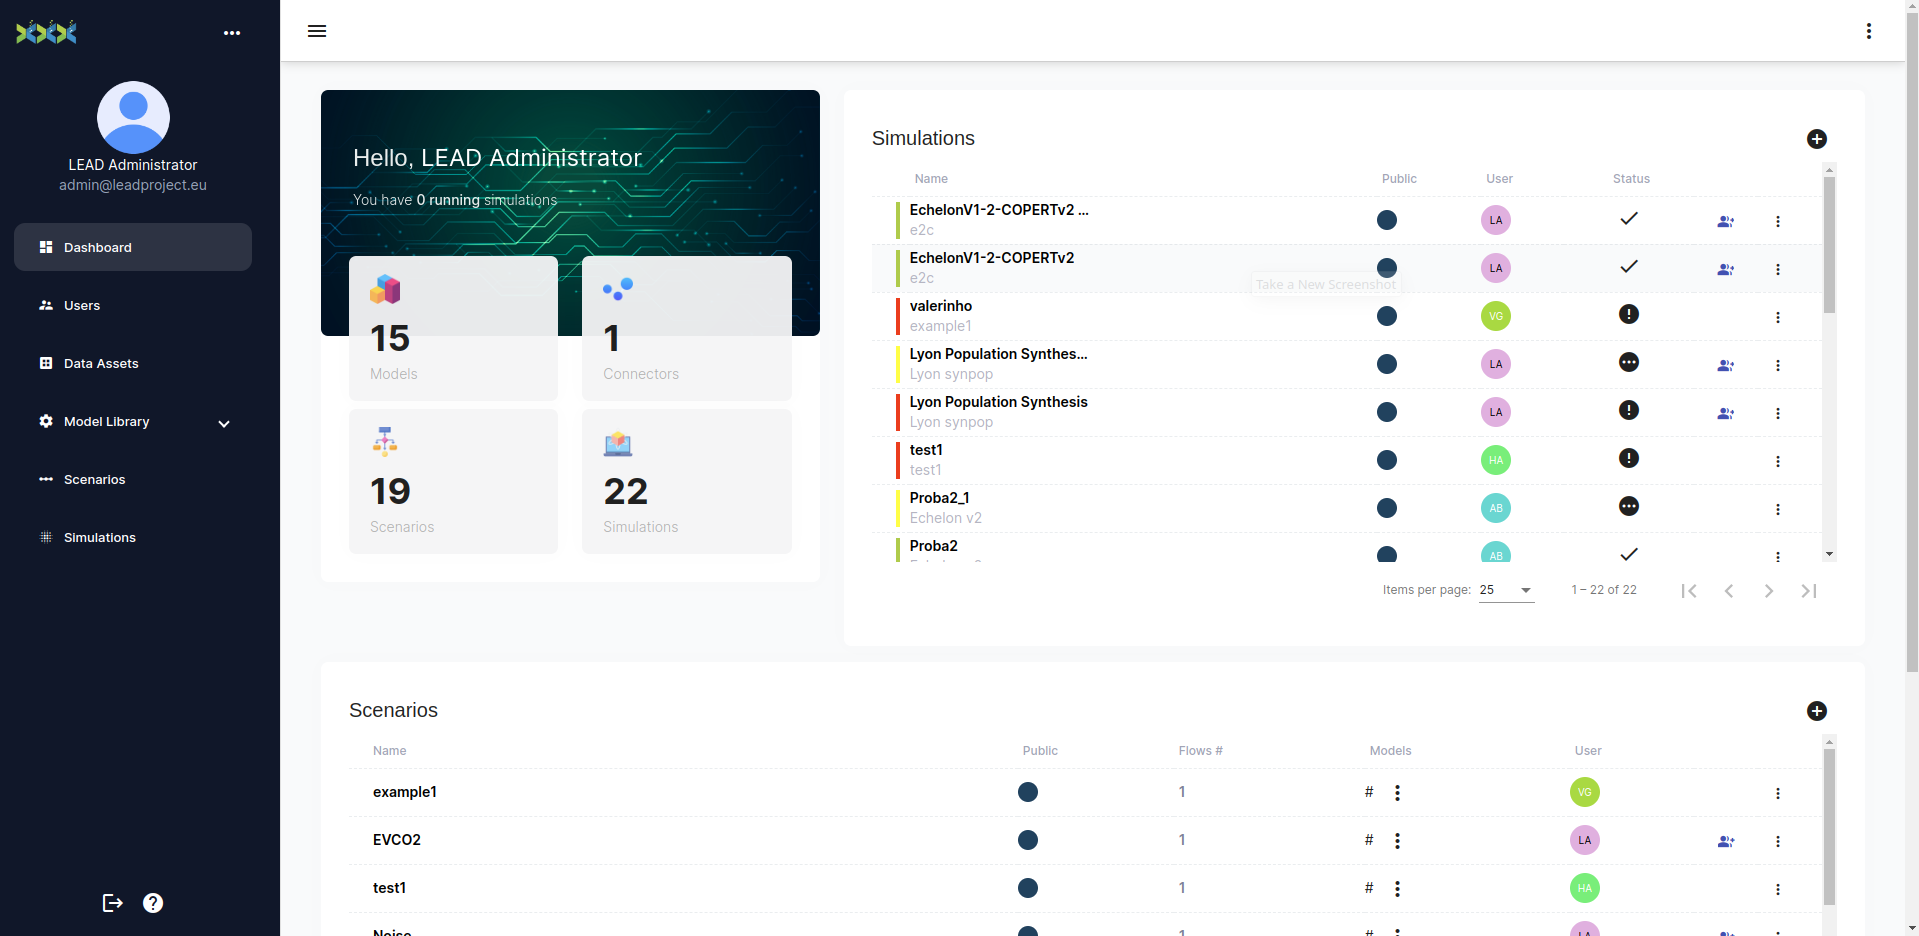 LEAD Administrator
admin@leadproject.eu
Dashboard
Users
Data Assets
Model Library
Scenarios
Simulations
Hello, LEAD Administrator
You have 0 running simulations
15
Models
1
Connectors
19
Scenarios
22
Simulations
Simulations
Name Public User Status
EchelonV1-2-COPERTv2 ...
e2c
LA
EchelonV1-2-COPERTv2
e2c
LA
Take a New Screenshot
valerinho
example1
VG
Lyon Population Synthes...
Lyon synpop
LA
Lyon Population Synthesis
Lyon synpop
LA
test1
test1
HA
Proba2_1
Echelon v2
AB
Proba2
AB
Items per page: 25 1 – 22 of 22
Scenarios
Name Public Flows # Models User
example1 1 # VG
EVCO2 1 # LA
test1 1 # HA
Noise 1 # LA